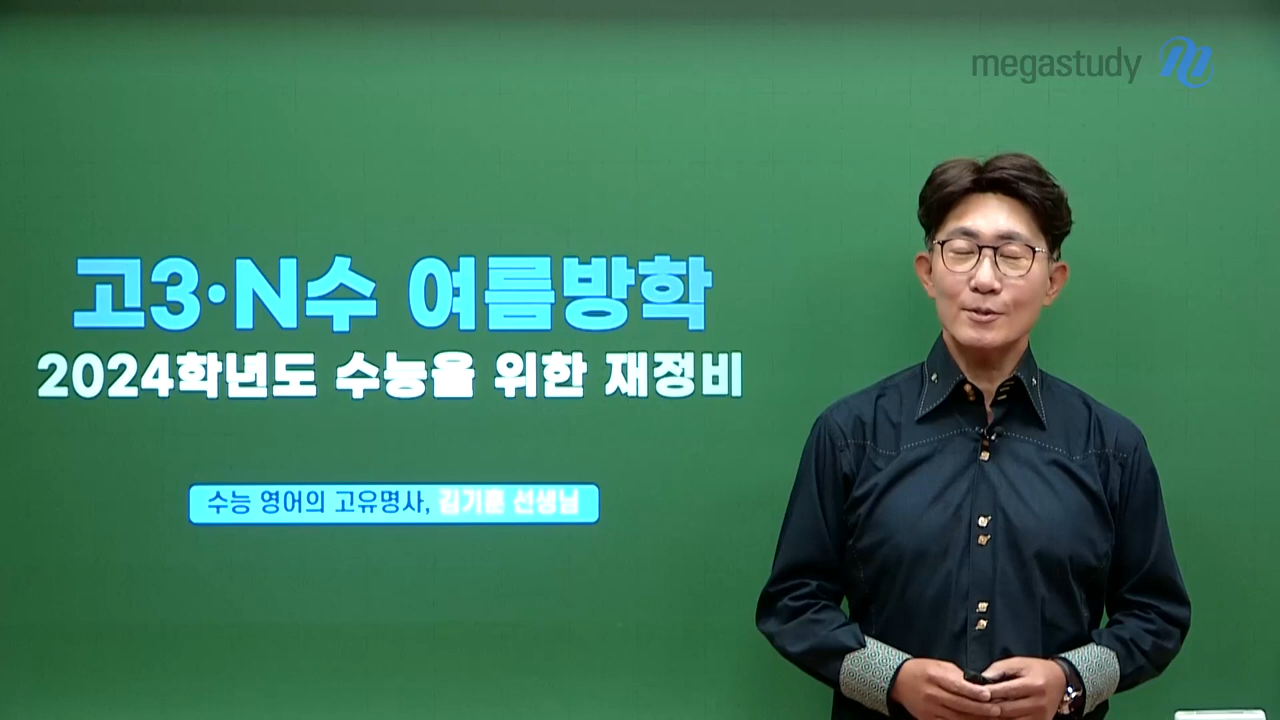 megastudy
고3·N수 여름방학
2024학년도 수능을 위한 재정비
수능 영어의 고유명사, 김기훈 선생님